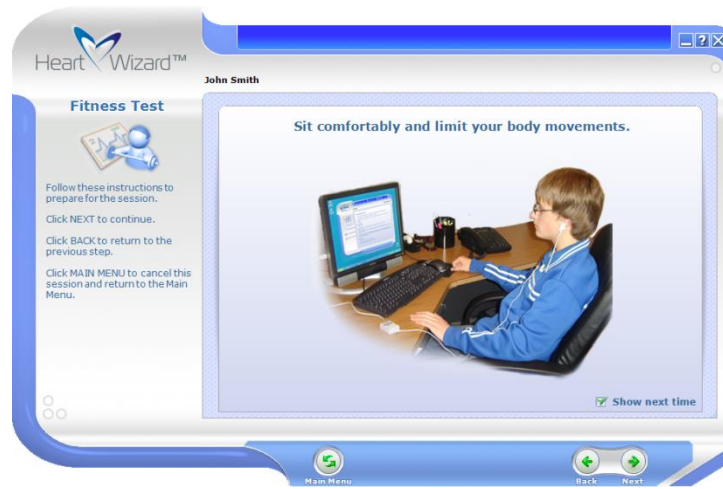 Heart Wizard™
John Smith
Fitness Test
Follow these instructions to
prepare for the session.
Click NEXT to continue.
Click BACK to return to the
previous step.
Click MAIN MENU to cancel this
session and return to the Main
Menu.
Sit comfortably and limit your body movements.
Show next time
Main Menu
Back
Next